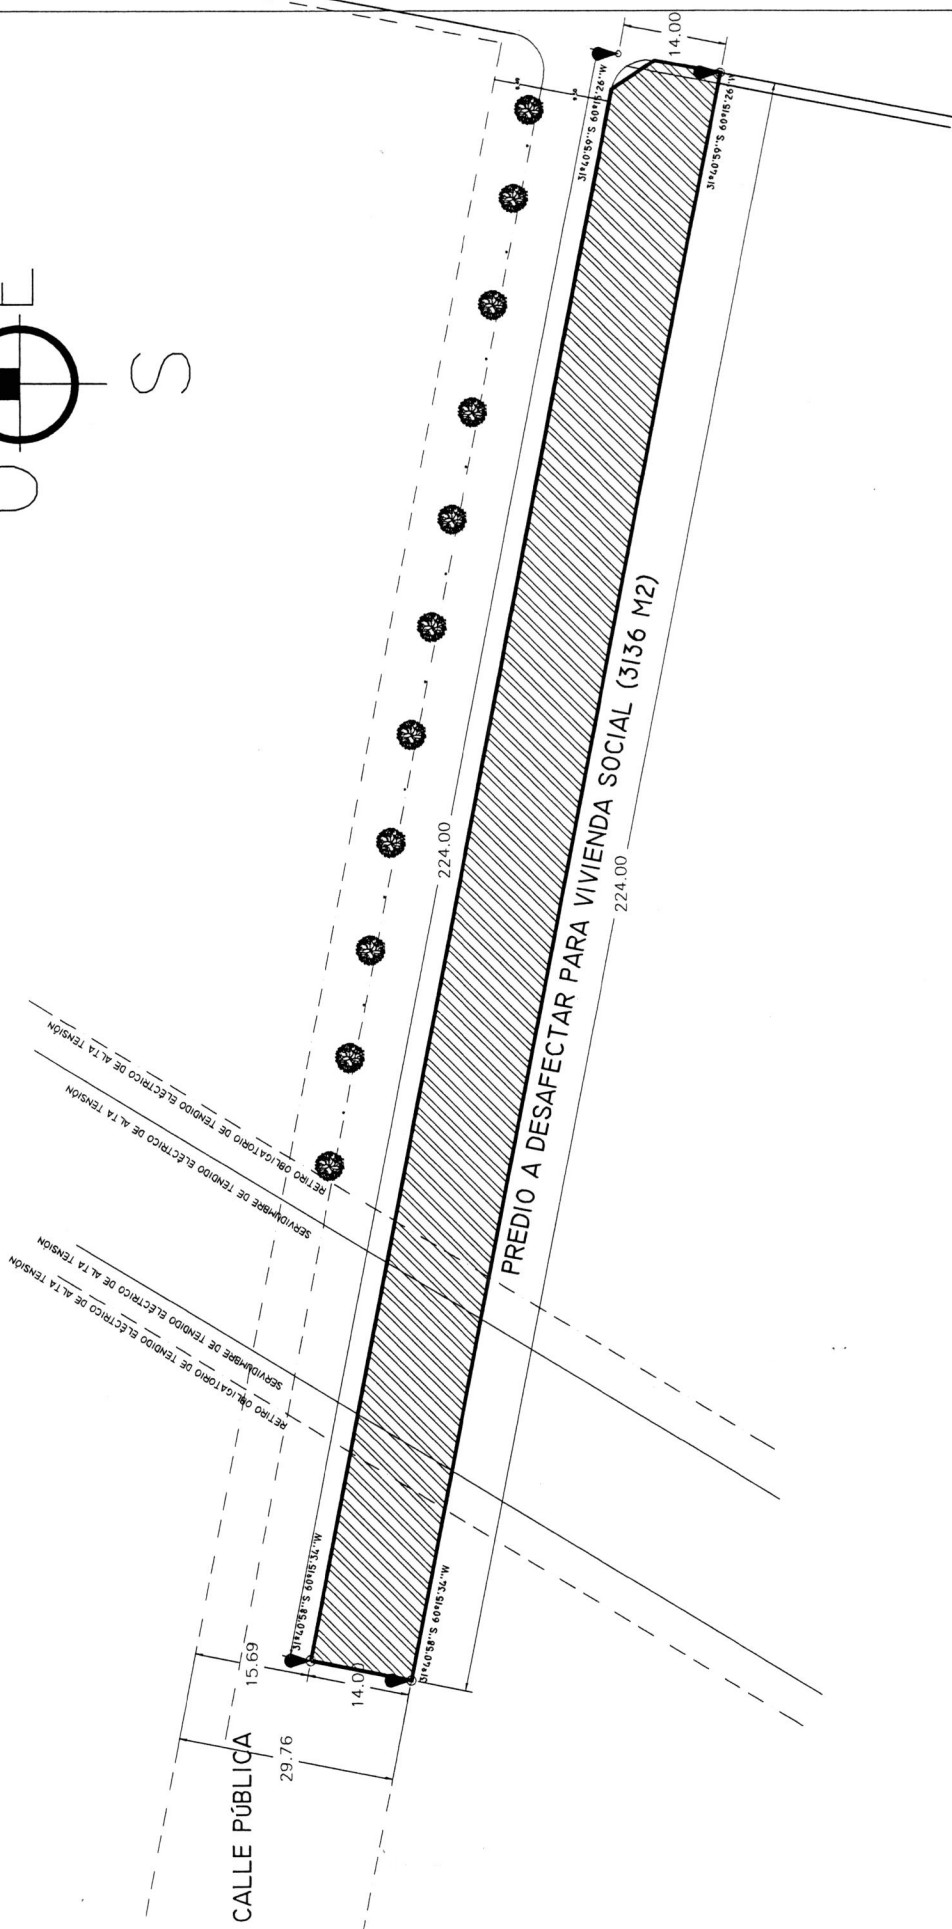 E
S
O
14.00
31°40'59''S 60°15'26''W
31°40'59''S 60°15'26''W
224.00
PREDIO A DESAFECTAR PARA VIVIENDA SOCIAL (3136 M2)
224.00
RETIRO OBLIGATORIO DE TENDIDO ELÉCTRICO DE ALTA TENSIÓN
SERVIDUMBRE DE TENDIDO ELÉCTRICO DE ALTA TENSIÓN
SERVIDUMBRE DE TENDIDO ELÉCTRICO DE ALTA TENSIÓN
RETIRO OBLIGATORIO DE TENDIDO ELÉCTRICO DE ALTA TENSIÓN
31°40'58''S 60°15'34''W
31°40'58''S 60°15'34''W
15.69
14.00
29.76
CALLE PÚBLICA